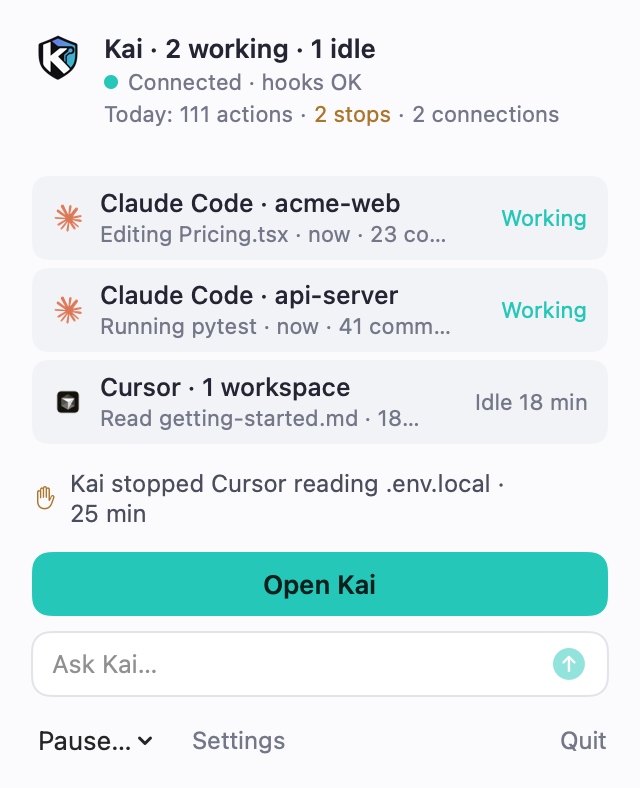 Kai · 2 working · 1 idle
Connected · hooks OK
Today: 111 actions · 2 stops · 2 connections
Claude Code · acme-web
Editing Pricing.tsx · now · 23 co...
Working
Claude Code · api-server
Running pytest · now · 41 comm...
Working
Cursor · 1 workspace
Read getting-started.md · 18...
Idle 18 min
Kai stopped Cursor reading .env.local ·
25 min
Open Kai
Ask Kai...
Pause...
Settings
Quit